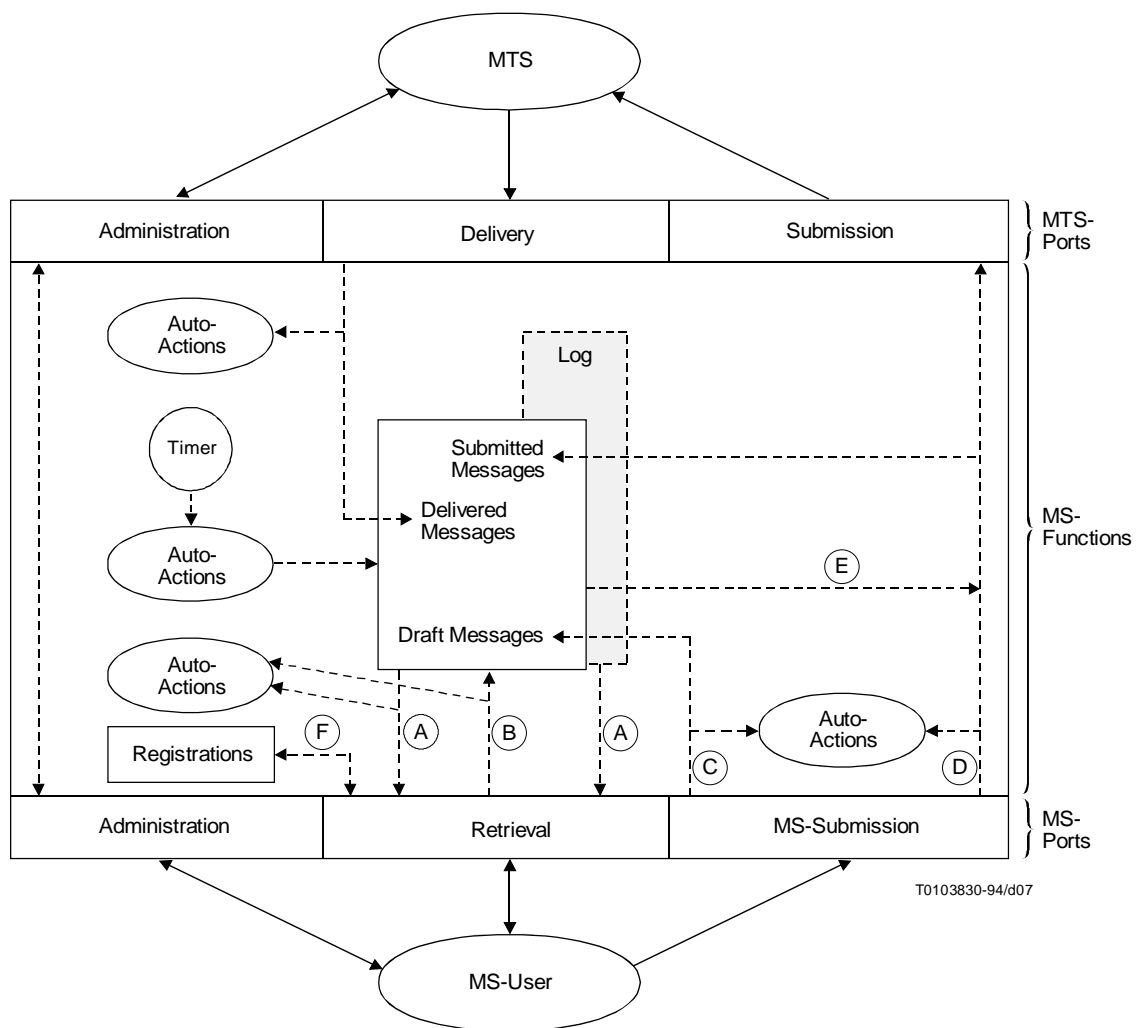 MTS
Administration
Delivery
Submission
MTS-
Ports
Auto-
Actions
Log
Timer
Submitted
Messages
Delivered
Messages
Auto-
Actions
MS-
Functions
E
Draft Messages
Auto-
Actions
Auto-
Actions
Registrations
F
A
B
A
C
D
Administration
Retrieval
MS-Submission
MS-
Ports
T0103830-94/d07
MS-User